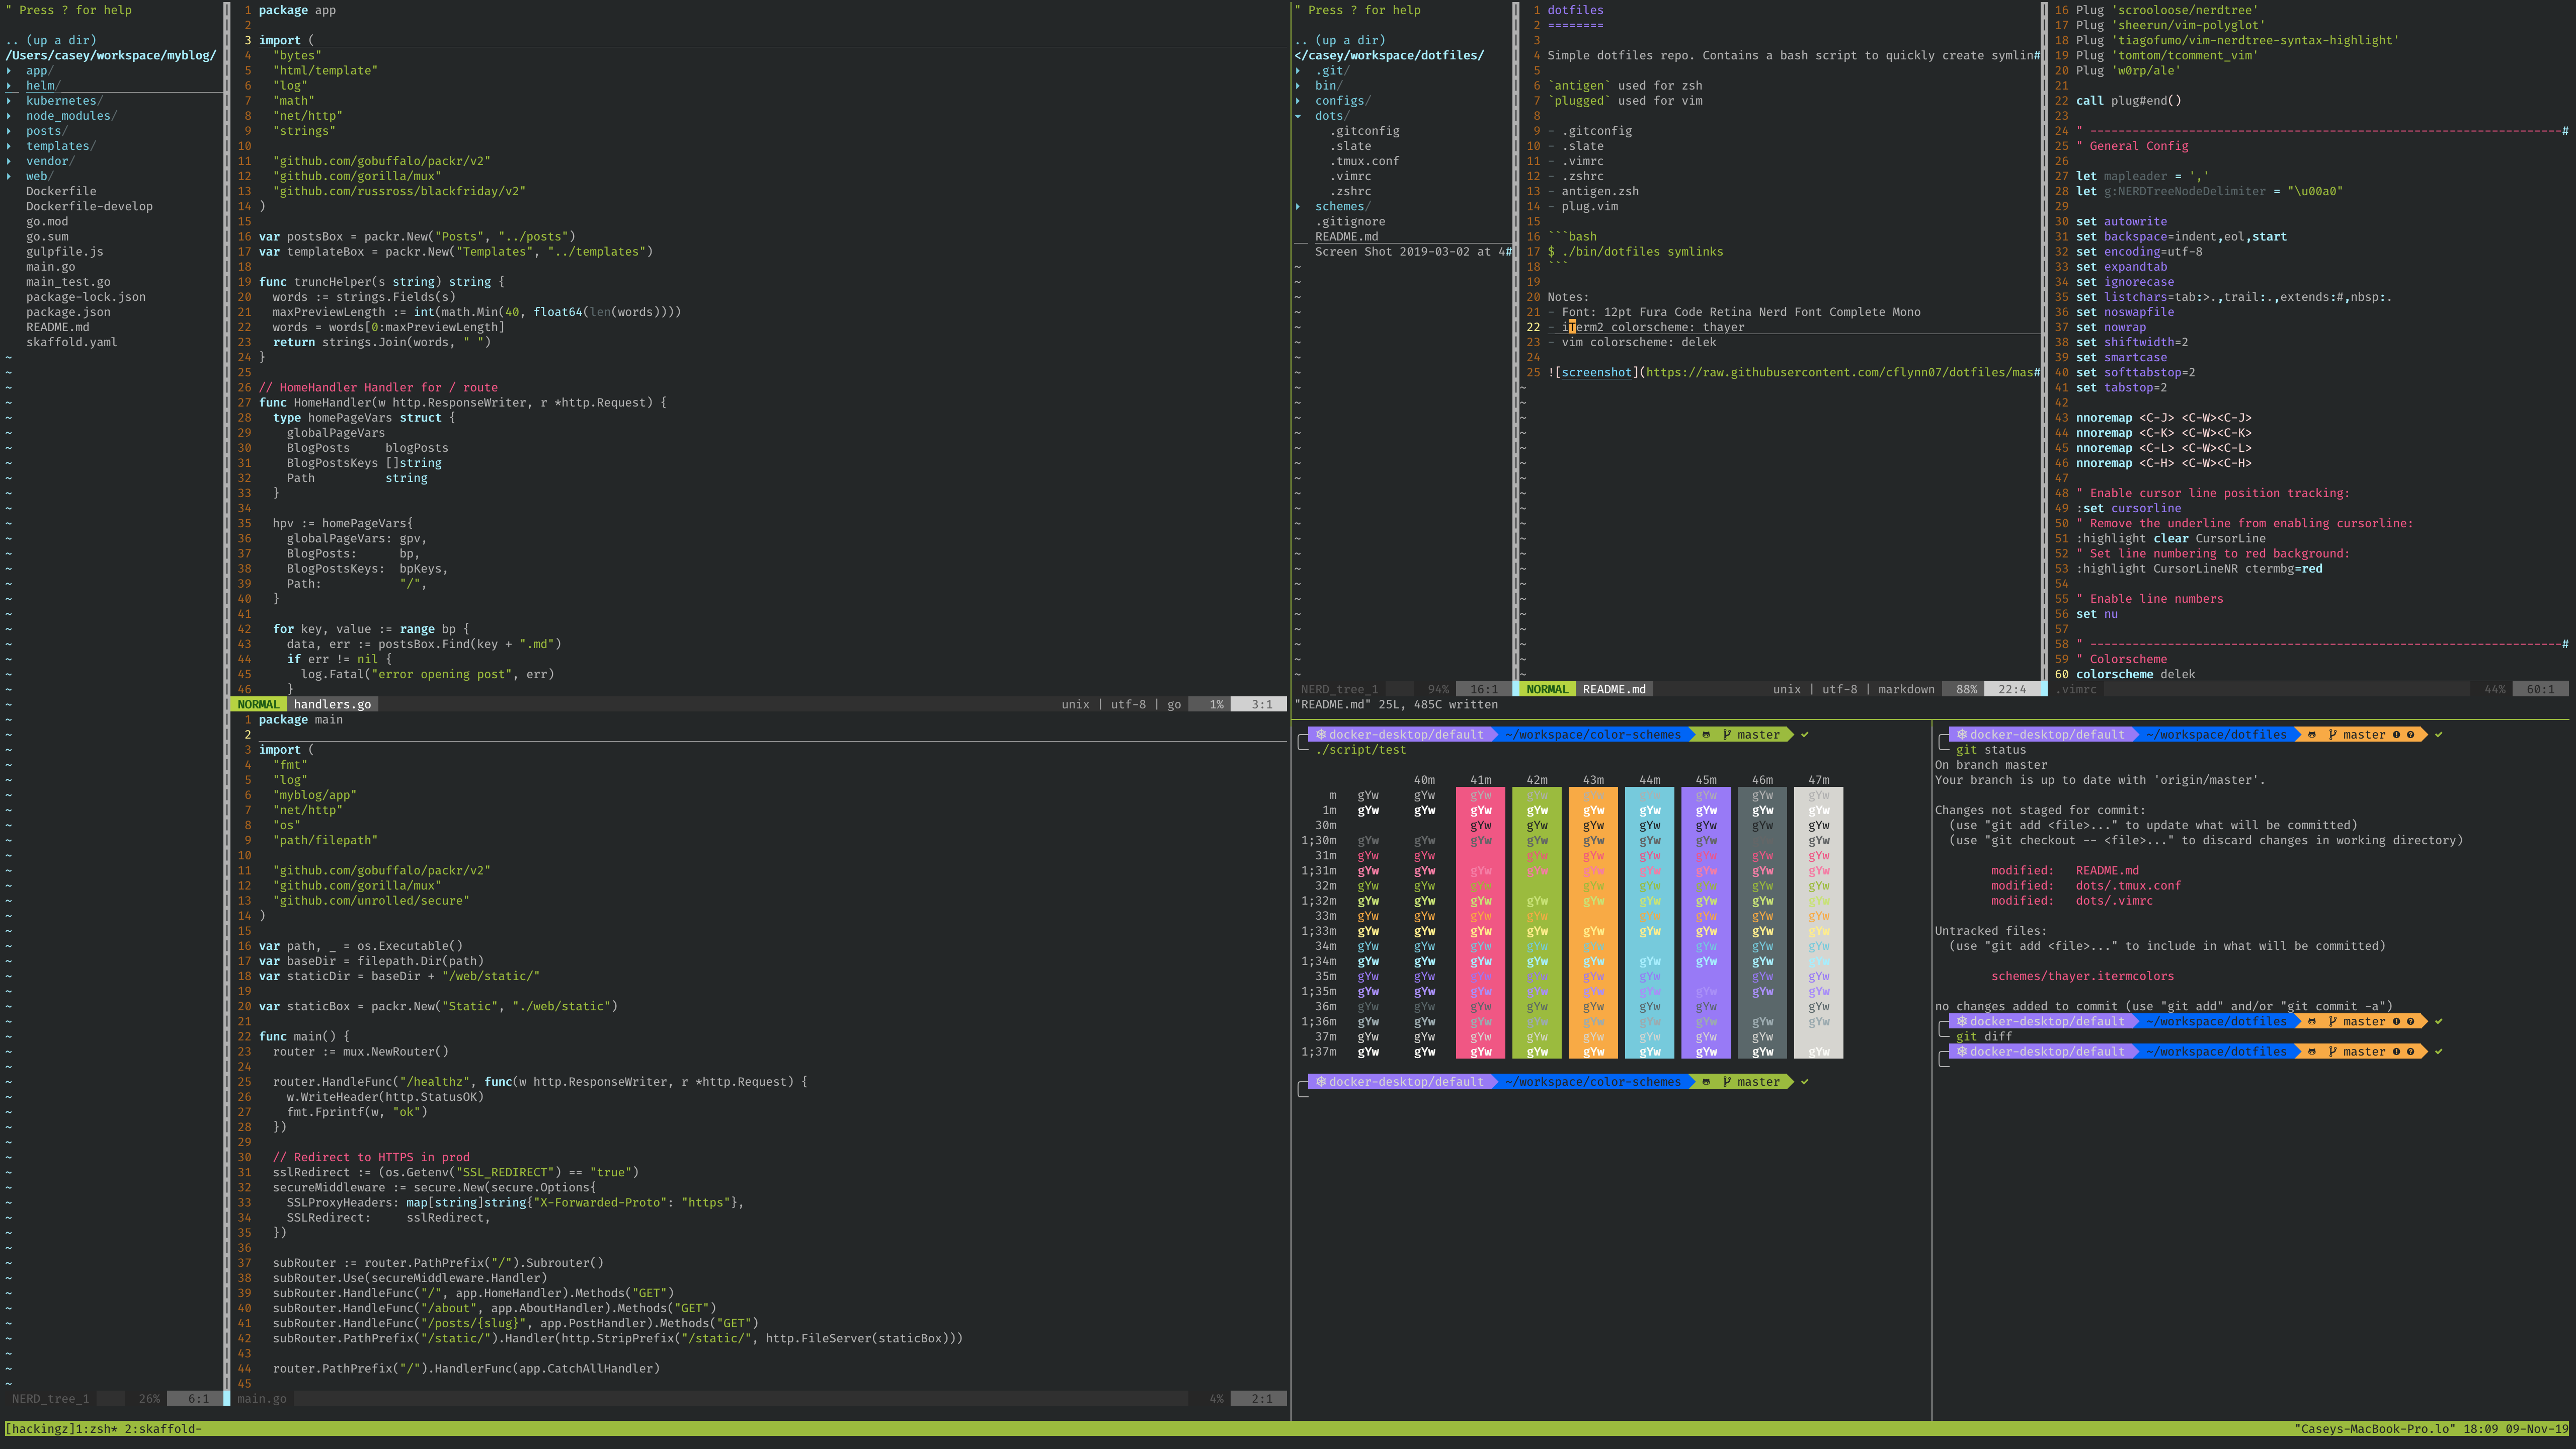 " Press ? for help

.. (up a dir)
/Users/casey/workspace/myblog/
▸ app/
▸ helm/
▸ kubernetes/
▸ node_modules/
▸ posts/
▸ templates/
▸ vendor/
▸ web/
Dockerfile
Dockerfile-develop
go.mod
go.sum
gulpfile.js
main.go
main_test.go
package-lock.json
package.json
README.md
skaffold.yaml
NERD_tree_1 26% 6:1
1 package app
2
3 import (
4   "bytes"
5   "html/template"
6   "log"
7   "math"
8   "net/http"
9   "strings"
10
11   "github.com/gobuffalo/packr/v2"
12   "github.com/gorilla/mux"
13   "github.com/russross/blackfriday/v2"
14 )
15
16 var postsBox = packr.New("Posts", "../posts")
17 var templateBox = packr.New("Templates", "../templates")
18
19 func truncHelper(s string) string {
20   words := strings.Fields(s)
21   maxPreviewLength := int(math.Min(40, float64(len(words))))
22   words = words[0:maxPreviewLength]
23   return strings.Join(words, " ")
24 }
25
26 // HomeHandler Handler for / route
27 func HomeHandler(w http.ResponseWriter, r *http.Request) {
28   type homePageVars struct {
29     globalPageVars
30     BlogPosts     blogPosts
31     BlogPostsKeys []string
32     Path          string
33   }
34
35   hpv := homePageVars{
36     globalPageVars: gpv,
37     BlogPosts:      bp,
38     BlogPostsKeys:  bpKeys,
39     Path:           "/",
40   }
41
42   for key, value := range bp {
43     data, err := postsBox.Find(key + ".md")
44     if err != nil {
45       log.Fatal("error opening post", err)
46     }
NORMAL handlers.go unix | utf-8 | go 1% 3:1
1 package main
2
3 import (
4   "fmt"
5   "log"
6   "myblog/app"
7   "net/http"
8   "os"
9   "path/filepath"
10
11   "github.com/gobuffalo/packr/v2"
12   "github.com/gorilla/mux"
13   "github.com/unrolled/secure"
14 )
15
16 var path, _ = os.Executable()
17 var baseDir = filepath.Dir(path)
18 var staticDir = baseDir + "/web/static/"
19
20 var staticBox = packr.New("Static", "./web/static")
21
22 func main() {
23   router := mux.NewRouter()
24
25   router.HandleFunc("/healthz", func(w http.ResponseWriter, r *http.Request) {
26     w.WriteHeader(http.StatusOK)
27     fmt.Fprintf(w, "ok")
28   })
29
30   // Redirect to HTTPS in prod
31   sslRedirect := (os.Getenv("SSL_REDIRECT") == "true")
32   secureMiddleware := secure.New(secure.Options{
33     SSLProxyHeaders: map[string]string{"X-Forwarded-Proto": "https"},
34     SSLRedirect:     sslRedirect,
35   })
36
37   subRouter := router.PathPrefix("/").Subrouter()
38   subRouter.Use(secureMiddleware.Handler)
39   subRouter.HandleFunc("/", app.HomeHandler).Methods("GET")
40   subRouter.HandleFunc("/about", app.AboutHandler).Methods("GET")
41   subRouter.HandleFunc("/posts/{slug}", app.PostHandler).Methods("GET")
42   subRouter.PathPrefix("/static/").Handler(http.StripPrefix("/static/", http.FileServer(staticBox)))
43
44   router.PathPrefix("/").HandlerFunc(app.CatchAllHandler)
45
main.go 4% 2:1
" Press ? for help

.. (up a dir)
</casey/workspace/dotfiles/
▸ .git/
▸ bin/
▸ configs/
▾ dots/
.gitconfig
.slate
.tmux.conf
.vimrc
.zshrc
▸ schemes/
.gitignore
README.md
Screen Shot 2019-03-02 at 4#
NERD_tree_1 94% 16:1
1 dotfiles
2 ========
3
4 Simple dotfiles repo. Contains a bash script to quickly create symlin#
5
6 `antigen` used for zsh
7 `plugged` used for vim
8
9 - .gitconfig
10 - .slate
11 - .vimrc
12 - .zshrc
13 - antigen.zsh
14 - plug.vim
15
16 ```bash
17 $ ./bin/dotfiles symlinks
18 ```
19
20 Notes:
21 - Font: 12pt Fura Code Retina Nerd Font Complete Mono
22 - iTerm2 colorscheme: thayer
23 - vim colorscheme: delek
24
25 ![screenshot](https://raw.githubusercontent.com/cflynn07/dotfiles/mas#
NORMAL README.md unix | utf-8 | markdown 88% 22:4
"README.md" 25L, 485C written
16 Plug 'scrooloose/nerdtree'
17 Plug 'sheerun/vim-polyglot'
18 Plug 'tiagofumo/vim-nerdtree-syntax-highlight'
19 Plug 'tomtom/tcomment_vim'
20 Plug 'w0rp/ale'
21
22 call plug#end()
23
24 " -------------------------------------------------------------------#
25 " General Config
26
27 let mapleader = ','
28 let g:NERDTreeNodeDelimiter = "\u00a0"
29
30 set autowrite
31 set backspace=indent,eol,start
32 set encoding=utf-8
33 set expandtab
34 set ignorecase
35 set listchars=tab:>.,trail:.,extends:#,nbsp:.
36 set noswapfile
37 set nowrap
38 set shiftwidth=2
39 set smartcase
40 set softtabstop=2
41 set tabstop=2
42
43 nnoremap <C-J> <C-W><C-J>
44 nnoremap <C-K> <C-W><C-K>
45 nnoremap <C-L> <C-W><C-L>
46 nnoremap <C-H> <C-W><C-H>
47
48 " Enable cursor line position tracking:
49 :set cursorline
50 " Remove the underline from enabling cursorline:
51 :highlight clear CursorLine
52 " Set line numbering to red background:
53 :highlight CursorLineNR ctermbg=red
54
55 " Enable line numbers
56 set nu
57
58 " -------------------------------------------------------------------#
59 " Colorscheme
60 colorscheme delek
.vimrc 44% 60:1
docker-desktop/default ~/workspace/color-schemes master ✓
./script/test
40m 41m 42m 43m 44m 45m 46m 47m
m gYw gYw gYw gYw gYw gYw gYw gYw gYw
1m gYw gYw gYw gYw gYw gYw gYw gYw gYw
30m gYw gYw gYw gYw gYw gYw gYw
1;30m gYw gYw gYw gYw gYw gYw gYw gYw
31m gYw gYw gYw gYw gYw gYw gYw gYw
1;31m gYw gYw gYw gYw gYw gYw gYw gYw gYw
32m gYw gYw gYw gYw gYw gYw gYw gYw
1;32m gYw gYw gYw gYw gYw gYw gYw gYw gYw
33m gYw gYw gYw gYw gYw gYw gYw gYw
1;33m gYw gYw gYw gYw gYw gYw gYw gYw gYw
34m gYw gYw gYw gYw gYw gYw gYw gYw
1;34m gYw gYw gYw gYw gYw gYw gYw gYw gYw
35m gYw gYw gYw gYw gYw gYw gYw gYw
1;35m gYw gYw gYw gYw gYw gYw gYw gYw gYw
36m gYw gYw gYw gYw gYw gYw gYw gYw
1;36m gYw gYw gYw gYw gYw gYw gYw gYw gYw
37m gYw gYw gYw gYw gYw gYw gYw gYw
1;37m gYw gYw gYw gYw gYw gYw gYw gYw gYw
docker-desktop/default ~/workspace/color-schemes master ✓
docker-desktop/default ~/workspace/dotfiles master ✓
git status
On branch master
Your branch is up to date with 'origin/master'.

Changes not staged for commit:
  (use "git add <file>..." to update what will be committed)
  (use "git checkout -- <file>..." to discard changes in working directory)

        modified:   README.md
        modified:   dots/.tmux.conf
        modified:   dots/.vimrc

Untracked files:
  (use "git add <file>..." to include in what will be committed)

        schemes/thayer.itermcolors

no changes added to commit (use "git add" and/or "git commit -a")
docker-desktop/default ~/workspace/dotfiles master ✓
git diff
docker-desktop/default ~/workspace/dotfiles master ✓
[hackingz]1:zsh* 2:skaffold- "Caseys-MacBook-Pro.lo" 18:09 09-Nov-19